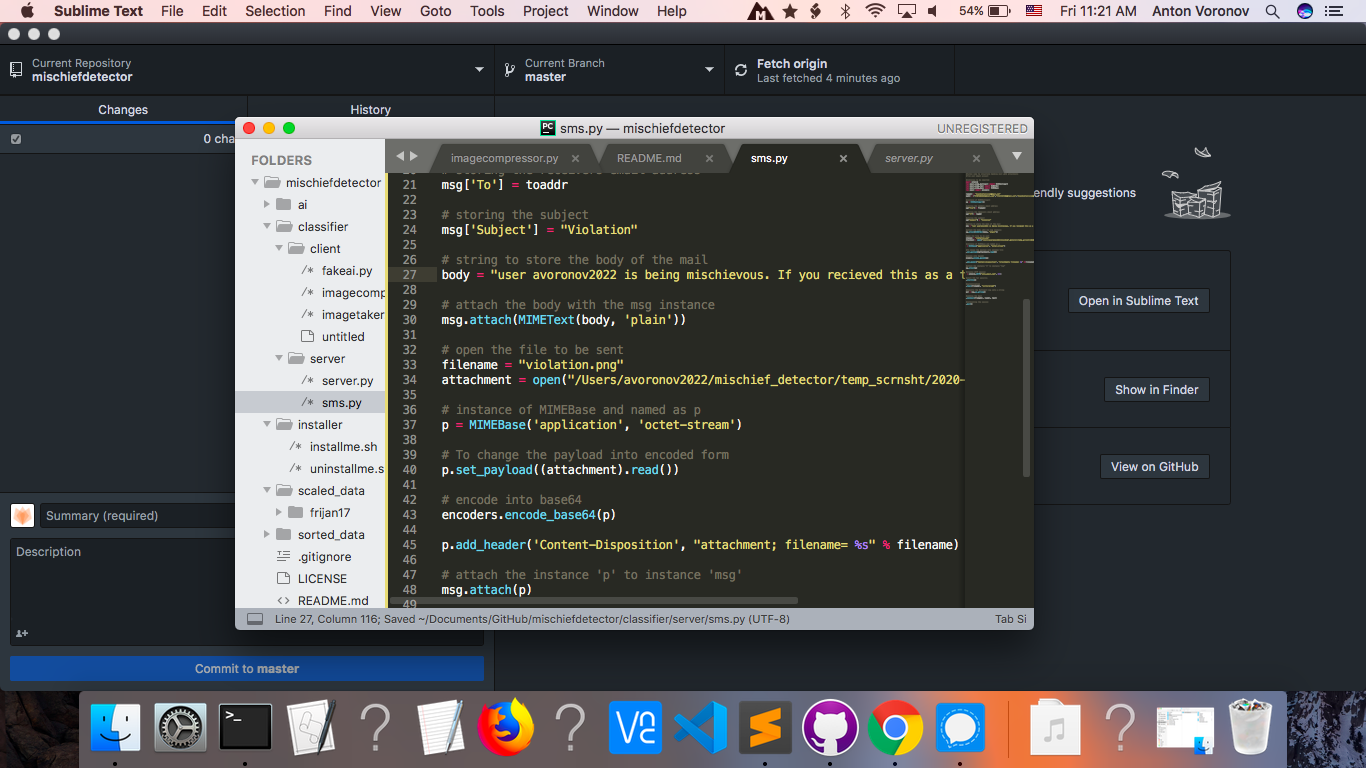 Sublime Text File Edit Selection Find View Goto Tools Project Window Help 54% Fri 11:21 AM Anton Voronov
Current Repository
mischiefdetector
Current Branch
master
Fetch origin
Last fetched 4 minutes ago
Changes
History
0 cha
sms.py — mischiefdetector
UNREGISTERED
FOLDERS
mischiefdetector
ai
classifier
client
/* fakeai.py
/* imagecomp
/* imagetaker
untitled
server
/* server.py
/* sms.py
installer
/* installme.sh
/* uninstallme.s
scaled_data
frijan17
sorted_data
.gitignore
LICENSE
<> README.md
imagecompressor.py
README.md
sms.py
server.py
21 msg['To'] = toaddr
22
23 # storing the subject
24 msg['Subject'] = "Violation"
25
26 # string to store the body of the mail
27 body = "user avoronov2022 is being mischievous. If you recieved this as a t
28
29 # attach the body with the msg instance
30 msg.attach(MIMEText(body, 'plain'))
31
32 # open the file to be sent
33 filename = "violation.png"
34 attachment = open("/Users/avoronov2022/mischief_detector/temp_scrnsht/2020-
35
36 # instance of MIMEBase and named as p
37 p = MIMEBase('application', 'octet-stream')
38
39 # To change the payload into encoded form
40 p.set_payload((attachment).read())
41
42 # encode into base64
43 encoders.encode_base64(p)
44
45 p.add_header('Content-Disposition', "attachment; filename= %s" % filename)
46
47 # attach the instance 'p' to instance 'msg'
48 msg.attach(p)
49
Line 27, Column 116; Saved ~/Documents/GitHub/mischiefdetector/classifier/server/sms.py (UTF-8)
Tab Si
endly suggestions
Open in Sublime Text
Show in Finder
View on GitHub
Summary (required)
Description
Commit to master